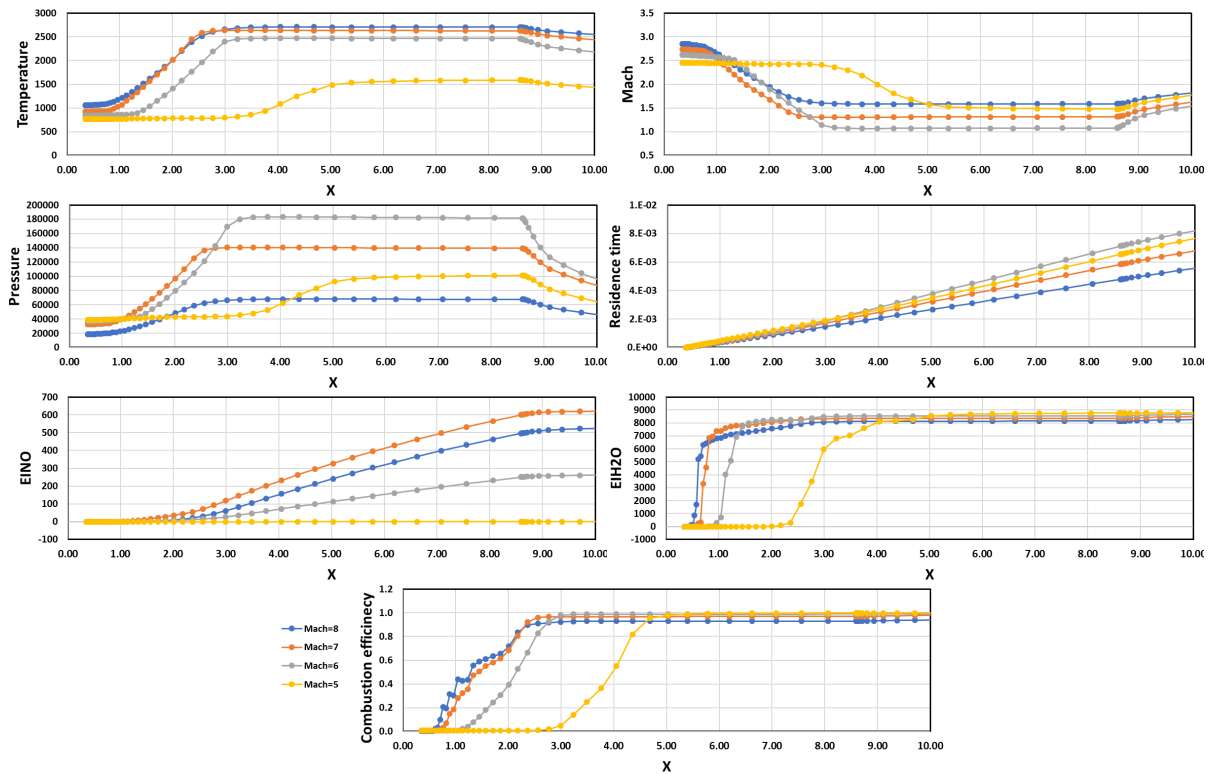 3000
2500
2000
1500
1000
500
0
Temperature
0.00 1.00 2.00 3.00 4.00 5.00 6.00 7.00 8.00 9.00 10.00
X
3.5
3.0
2.5
2.0
1.5
1.0
0.5
Mach
0.00 1.00 2.00 3.00 4.00 5.00 6.00 7.00 8.00 9.00 10.00
X
200000
180000
160000
140000
120000
100000
80000
60000
40000
20000
0
Pressure
0.00 1.00 2.00 3.00 4.00 5.00 6.00 7.00 8.00 9.00 10.00
X
1.E-02
8.E-03
6.E-03
4.E-03
2.E-03
0.E+00
Residence time
0.00 1.00 2.00 3.00 4.00 5.00 6.00 7.00 8.00 9.00 10.00
X
700
600
500
400
300
200
100
0
-100
EINO
0.00 1.00 2.00 3.00 4.00 5.00 6.00 7.00 8.00 9.00 10.00
X
10000
9000
8000
7000
6000
5000
4000
3000
2000
1000
0
-1000
EIH2O
0.00 1.00 2.00 3.00 4.00 5.00 6.00 7.00 8.00 9.00 10.00
X
Mach=8
Mach=7
Mach=6
Mach=5
1.2
1.0
0.8
0.6
0.4
0.2
0.0
Combustion efficinecy
0.00 1.00 2.00 3.00 4.00 5.00 6.00 7.00 8.00 9.00 10.00
X